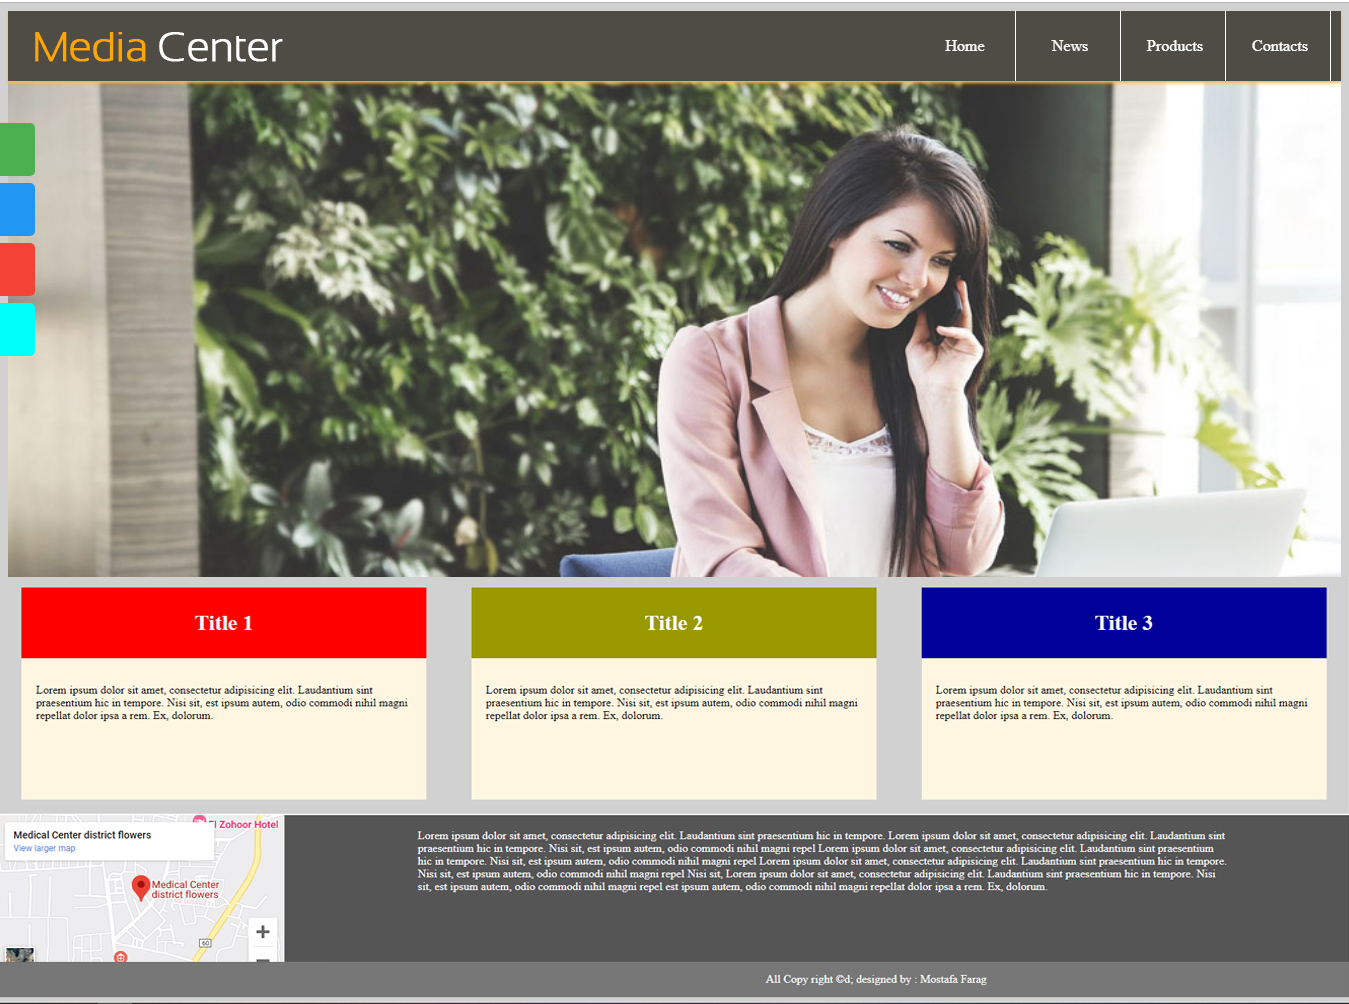 Media Center
Home
News
Products
Contacts
Title 1
Lorem ipsum dolor sit amet, consectetur adipisicing elit. Laudantium sint
praesentium hic in tempore. Nisi sit, est ipsum autem, odio commodi nihil magni
repellat dolor ipsa a rem. Ex, dolorum.
Title 2
Lorem ipsum dolor sit amet, consectetur adipisicing elit. Laudantium sint
praesentium hic in tempore. Nisi sit, est ipsum autem, odio commodi nihil magni
repellat dolor ipsa a rem. Ex, dolorum.
Title 3
Lorem ipsum dolor sit amet, consectetur adipisicing elit. Laudantium sint
praesentium hic in tempore. Nisi sit, est ipsum autem, odio commodi nihil magni
repellat dolor ipsa a rem. Ex, dolorum.
El Zohoor Hotel
Medical Center district flowers
View larger map
Medical Center
district flowers
60
Lorem ipsum dolor sit amet, consectetur adipisicing elit. Laudantium sint praesentium hic in tempore. Lorem ipsum dolor sit amet, consectetur adipisicing elit. Laudantium sint
praesentium hic in tempore. Nisi sit, est ipsum autem, odio commodi nihil magni repel Lorem ipsum dolor sit amet, consectetur adipisicing elit. Laudantium sint praesentium
hic in tempore. Nisi sit, est ipsum autem, odio commodi nihil magni repel Lorem ipsum dolor sit amet, consectetur adipisicing elit. Laudantium sint praesentium hic in tempore.
Nisi sit, est ipsum autem, odio commodi nihil magni repel Nisi sit, Lorem ipsum dolor sit amet, consectetur adipisicing elit. Laudantium sint praesentium hic in tempore. Nisi
sit, est ipsum autem, odio commodi nihil magni repel est ipsum autem, odio commodi nihil magni repellat dolor ipsa a rem. Ex, dolorum.
All Copy right ©d; designed by : Mostafa Farag